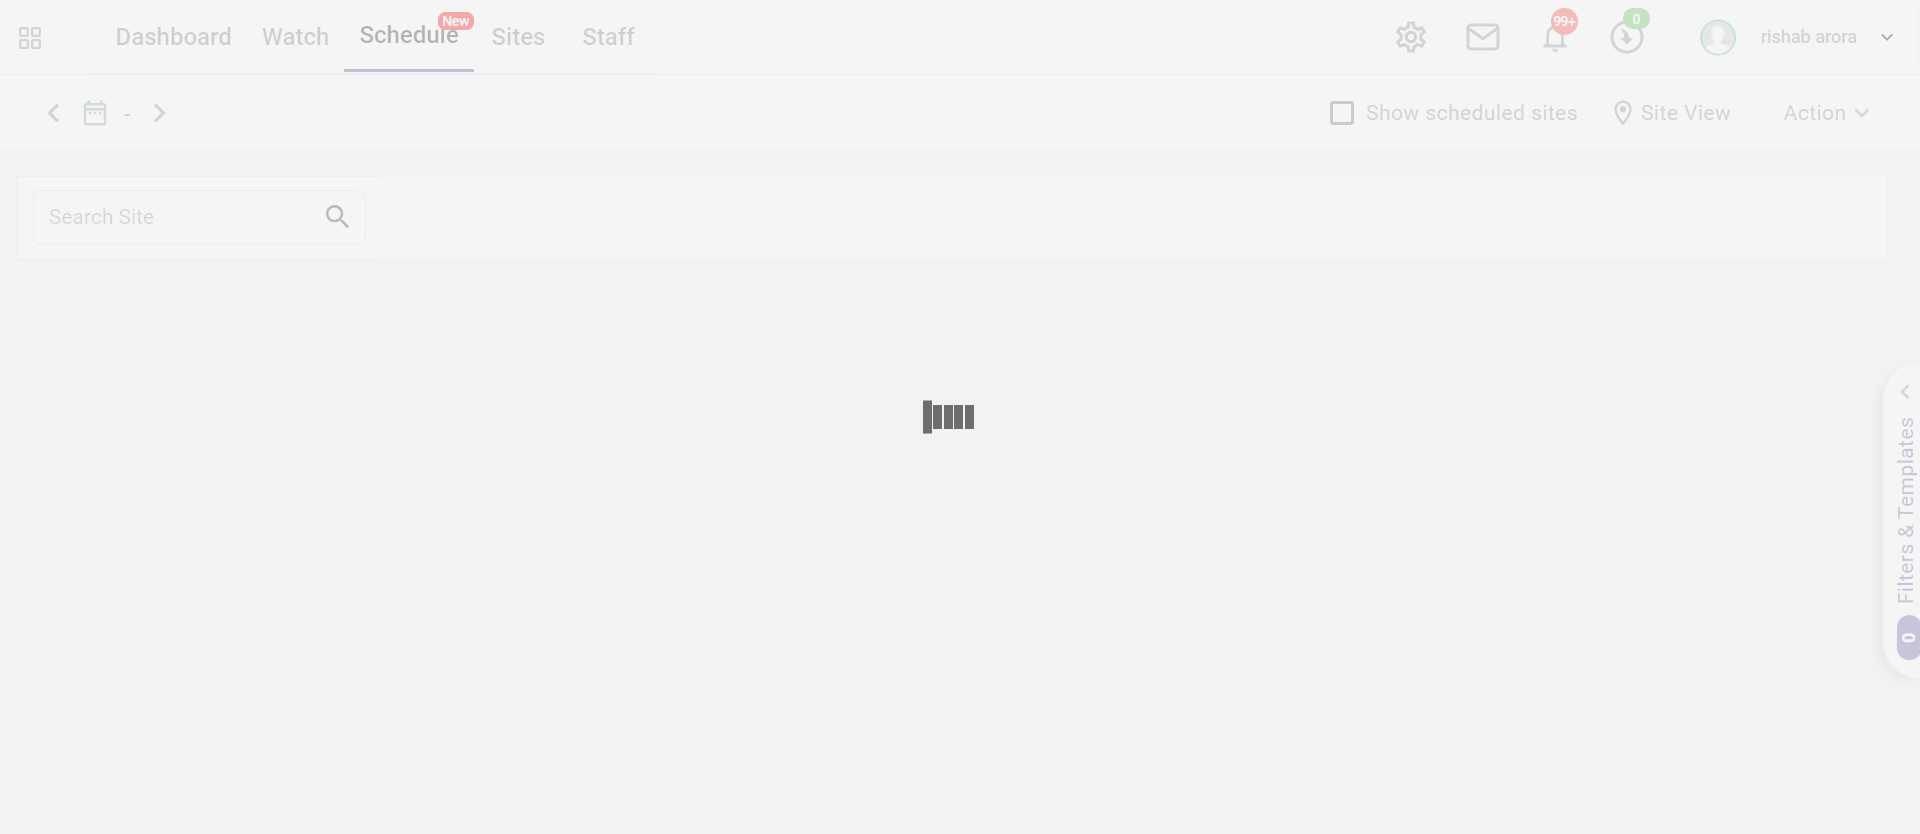 Dashboard Watch Schedule New Sites Staff 99+ 0 rishab arora
- Show scheduled sites Site View Action
Search Site
Filters & Templates
0